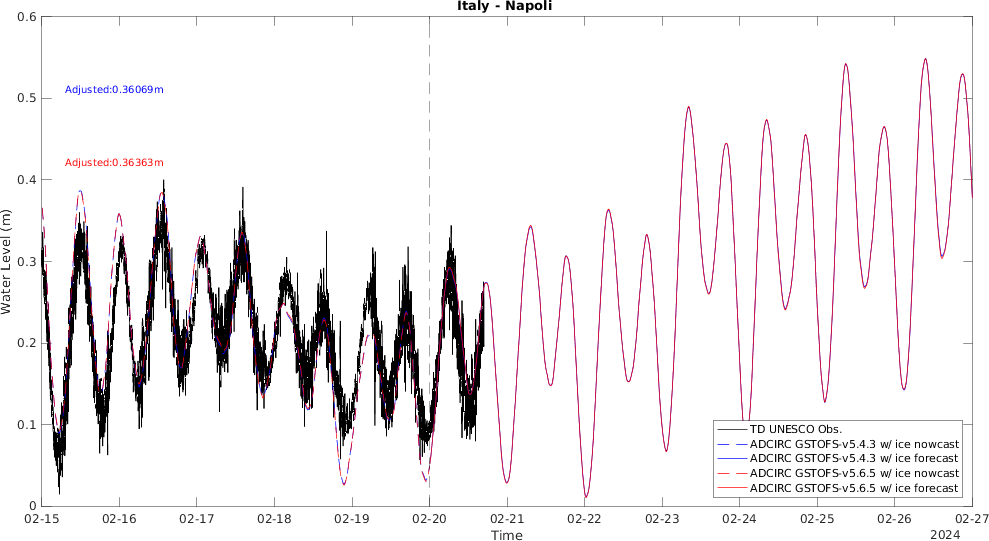 Italy - Napoli
Water Level (m)
0.6
0.5
0.4
0.3
0.2
0.1
0
Adjusted:0.36069m
Adjusted:0.36363m
TD UNESCO Obs.
ADCIRC GSTOFS-v5.4.3 w/ ice nowcast
ADCIRC GSTOFS-v5.4.3 w/ ice forecast
ADCIRC GSTOFS-v5.6.5 w/ ice nowcast
ADCIRC GSTOFS-v5.6.5 w/ ice forecast
02-15 02-16 02-17 02-18 02-19 02-20 02-21 02-22 02-23 02-24 02-25 02-26 02-27
Time
2024